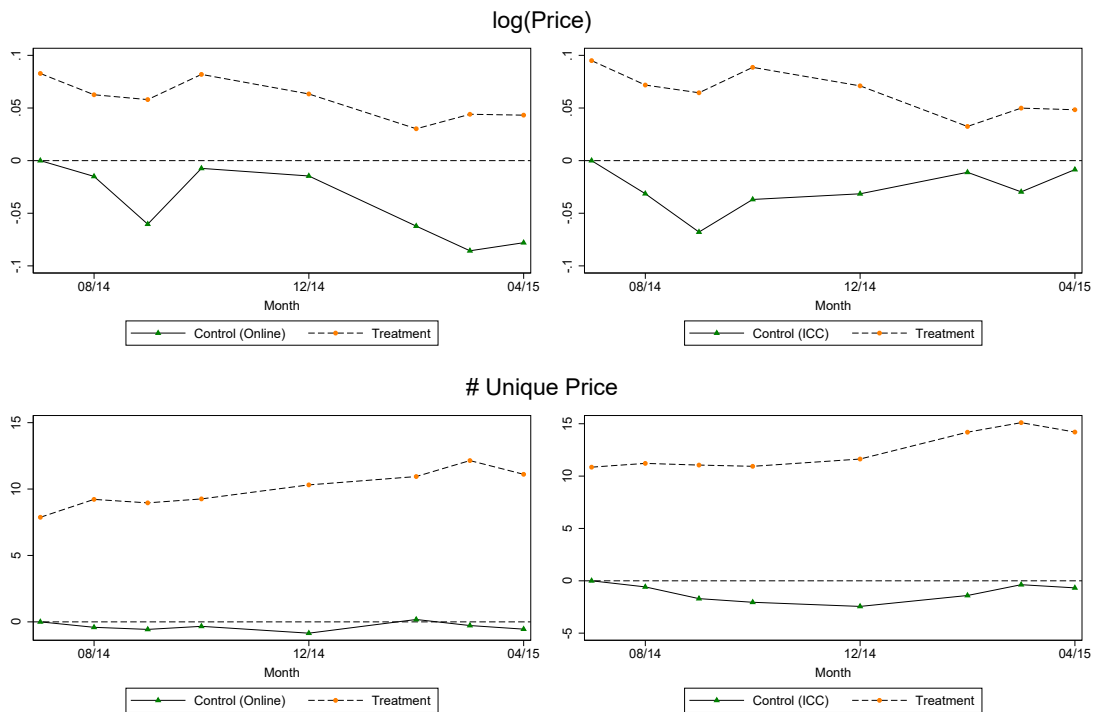 log(Price)
.1
.05
0
-.05
-.1
08/14
12/14
04/15
Month
Control (Online)
Treatment
.1
.05
0
-.05
-.1
08/14
12/14
04/15
Month
Control (ICC)
Treatment
# Unique Price
15
10
5
0
08/14
12/14
04/15
Month
Control (Online)
Treatment
15
10
5
0
-5
08/14
12/14
04/15
Month
Control (ICC)
Treatment